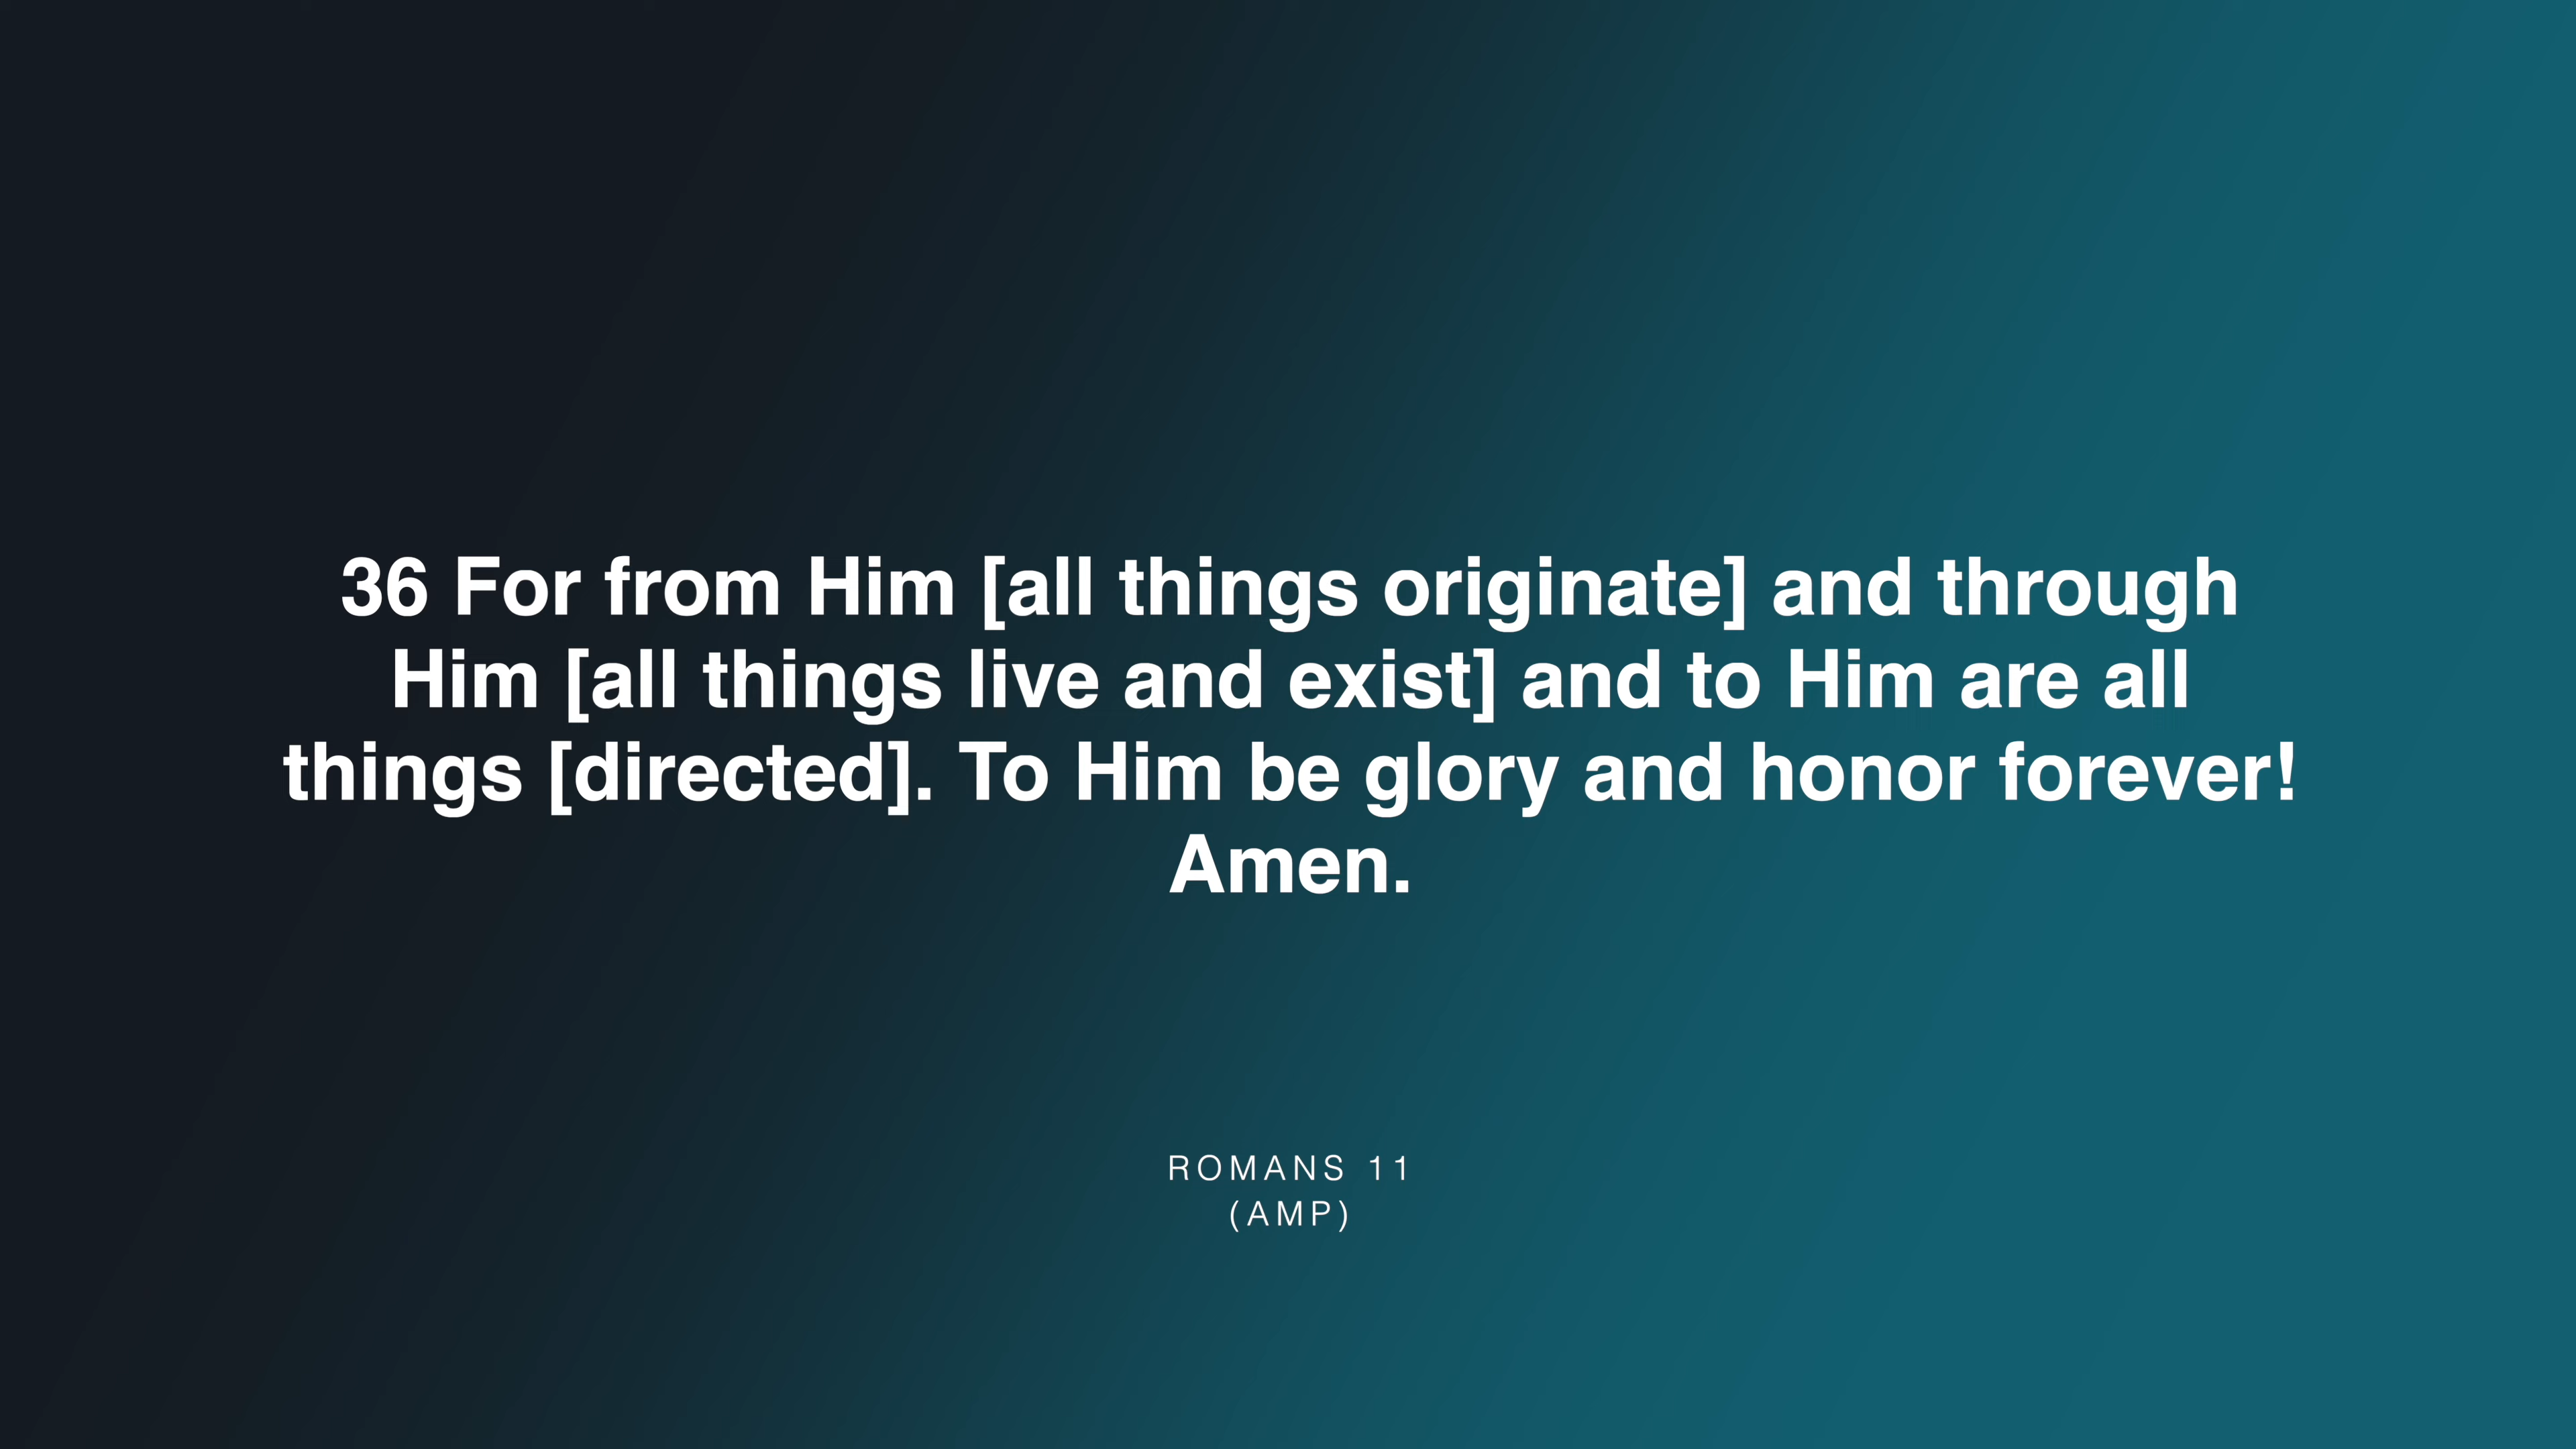 36 For from Him [all things originate] and through
Him [all things live and exist] and to Him are all
things [directed]. To Him be glory and honor forever!
Amen.
ROMANS 11
(AMP)